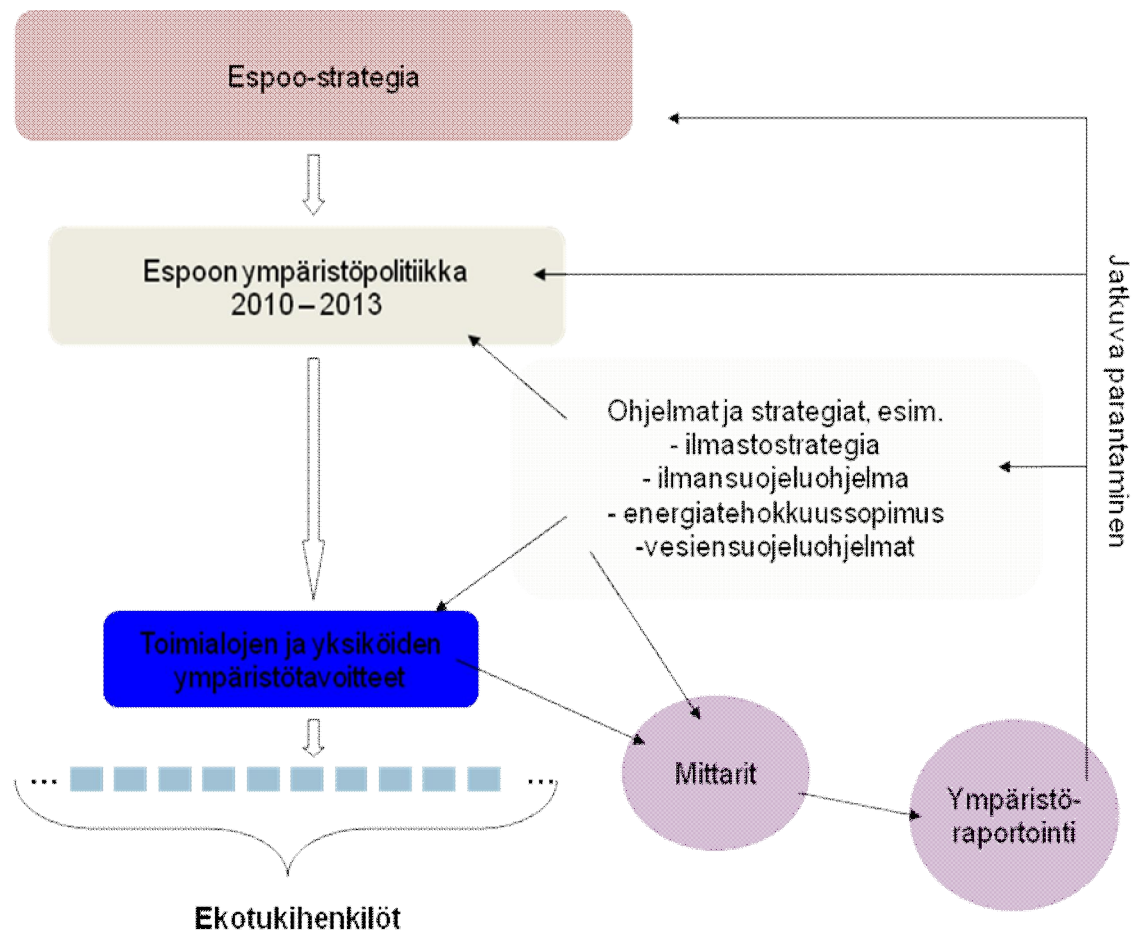 Espoo-strategia
Espoon ympäristöpolitiikka
2010 – 2013
Ohjelmat ja strategiat, esim.
- ilmastostrategia
-ilmansuojeluohjelma
- energiatehokkuussopimus
-vesiensuojeluohjelmat
Jatkuva parantaminen
Toimialojen ja yksiköiden
ympäristötavoitteet
Mittarit
Ympäristö-
raportointi
... ...
Ekotukihenkilöt